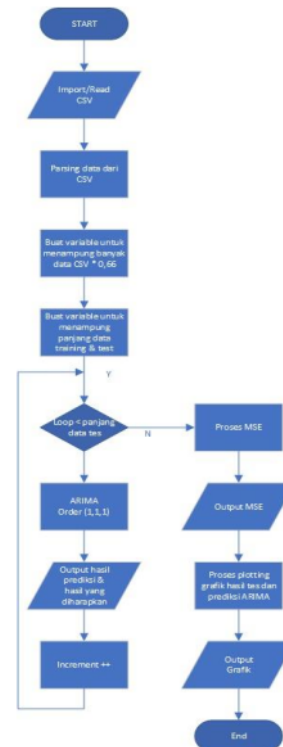 START
Import/Read
CSV
Parsing data dari
CSV
Buat variable untuk
menampung banyak
data CSV * 0,66
Buat variable untuk
menampung
panjang data
training & test
Y
Loop < panjang
data tes
N
ARIMA
Order (1,1,1)
Output hasil
prediksi &
hasil yang
diharapkan
Increment ++
Proses MSE
Output MSE
Proses plotting
grafik hasil tes dan
prediksi ARIMA
Output
Grafik
End